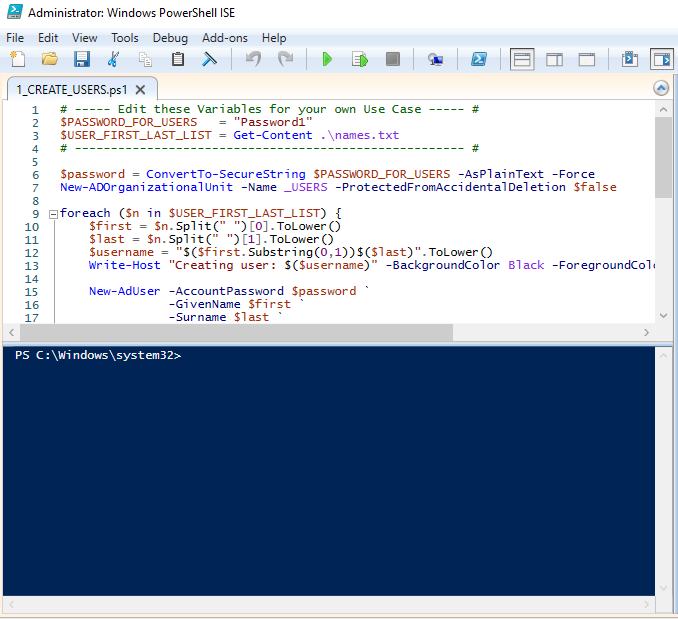 Administrator: Windows PowerShell ISE
File Edit View Tools Debug Add-ons Help
1_CREATE_USERS.ps1
1 # ----- Edit these Variables for your own Use Case ----- #
2 $PASSWORD_FOR_USERS   = "Password1"
3 $USER_FIRST_LAST_LIST = Get-Content .\names.txt
4 # ------------------------------------------------------ #
5
6 $password = ConvertTo-SecureString $PASSWORD_FOR_USERS -AsPlainText -Force
7 New-ADOrganizationalUnit -Name _USERS -ProtectedFromAccidentalDeletion $false
8
9 foreach ($n in $USER_FIRST_LAST_LIST) {
10     $first = $n.Split(" ")[0].ToLower()
11     $last = $n.Split(" ")[1].ToLower()
12     $username = "$($first.Substring(0,1))$($last)".ToLower()
13     Write-Host "Creating user: $($username)" -BackgroundColor Black -ForegroundColo
14
15     New-AdUser -AccountPassword $password `
16                -GivenName $first `
17                -Surname $last `
PS C:\Windows\system32>